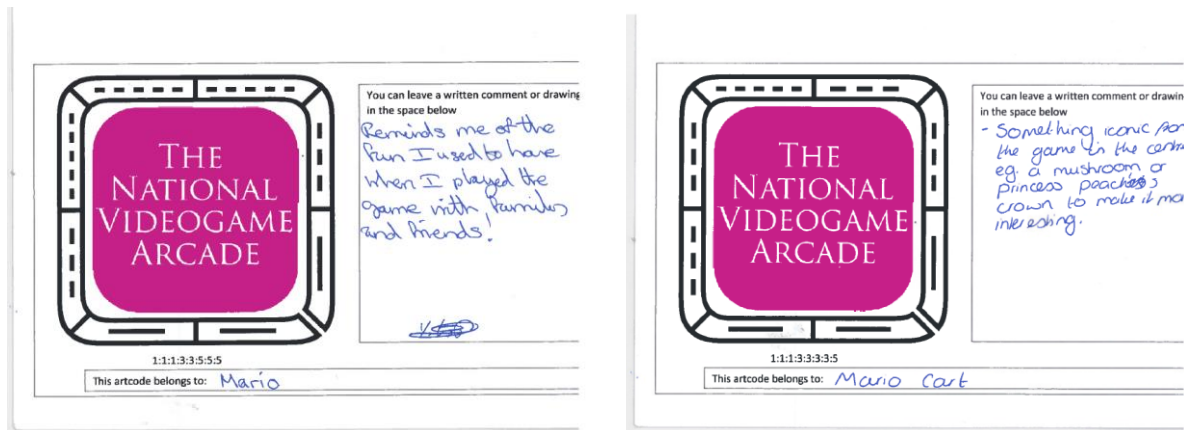 THE
NATIONAL
VIDEOGAME
ARCADE
You can leave a written comment or drawing
in the space below
Reminds me of the
fun I used to have
when I played the
game with families
and friends!
1:1:1:3:3:5:5:5
This artcode belongs to: Mario
THE
NATIONAL
VIDEOGAME
ARCADE
You can leave a written comment or drawin
in the space below
- Something iconic from
the game in the centre
eg. a mushroom or
princess peaches
crown to make it mor
interesting.
1:1:1:3:3:3:3:5
This artcode belongs to: Mario Cart